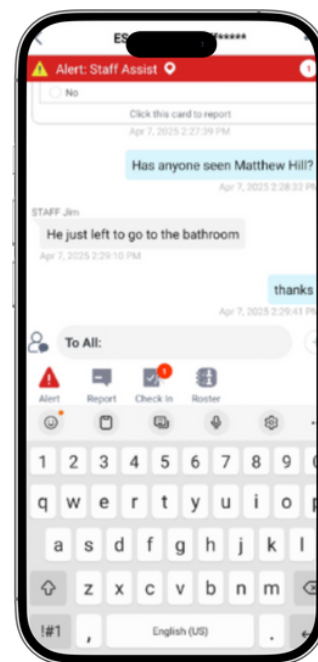 Alert: Staff Assist 1
No
Click this card to report
Apr 7, 2025 2:27:39 PM
Has anyone seen Matthew Hill?
Apr 7, 2025 2:28:32 PM
STAFF Jim
He just left to go to the bathroom
Apr 7, 2025 2:29:10 PM
thanks
Apr 7, 2025 2:29:41 PM
To All:
1
Alert Report Check In Roster
1 2 3 4 5 6 7 8 9 0
q w e r t y u i o p
a s d f g h j k l
z x c v b n m
!#1 , English (US) .